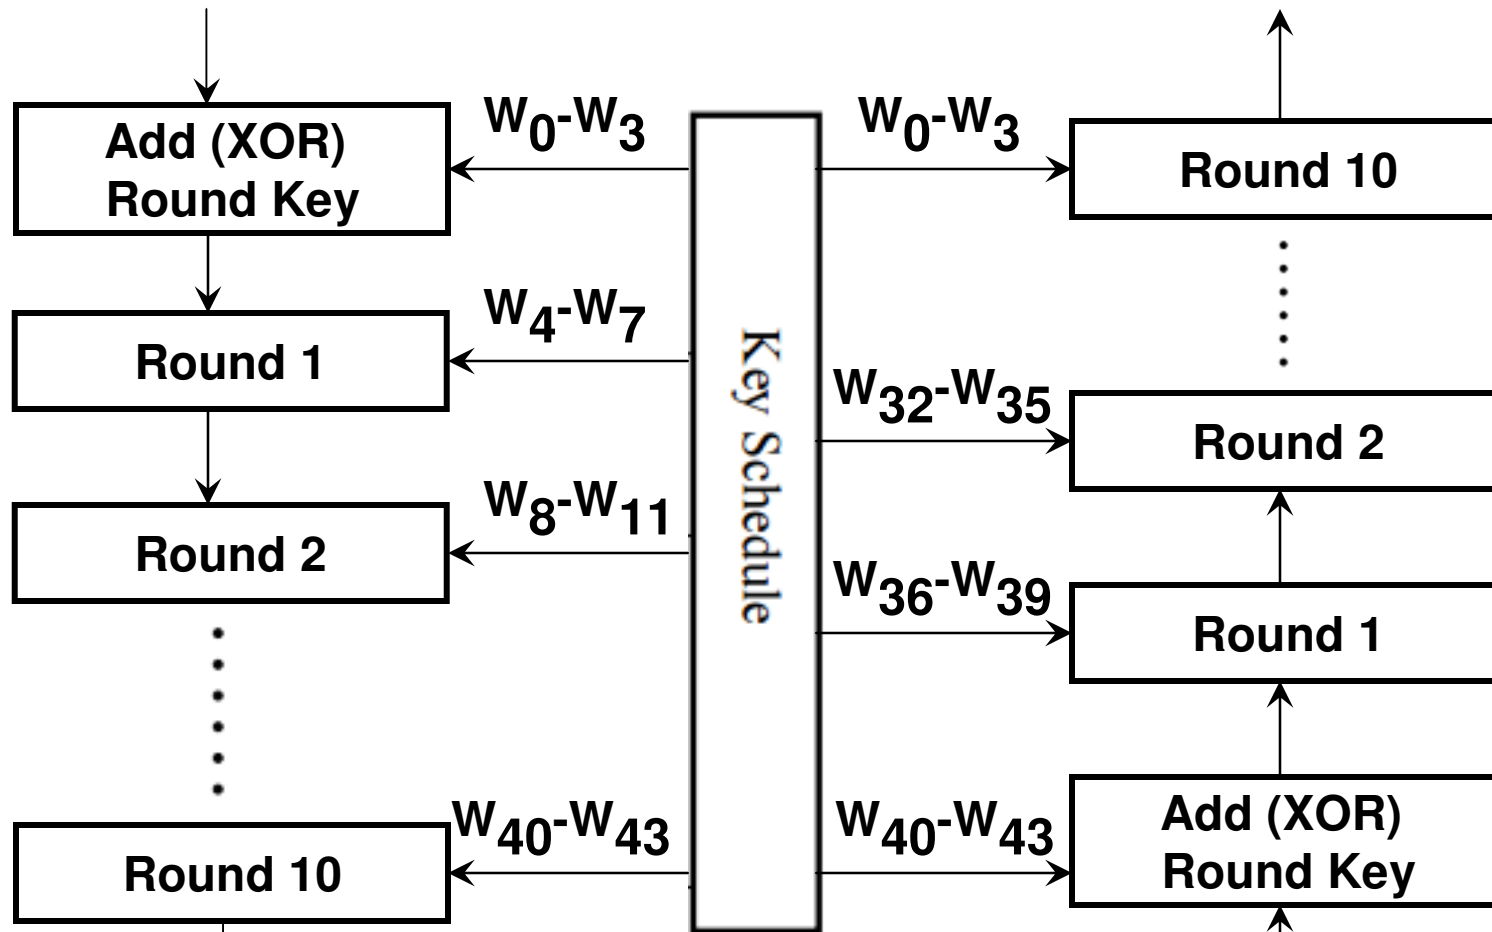 Add (XOR)
Round Key
W0-W3
W0-W3
Round 10
Round 1
W4-W7
Key Schedule
W32-W35
Round 2
Round 2
W8-W11
W36-W39
Round 1
Round 10
W40-W43
W40-W43
Add (XOR)
Round Key